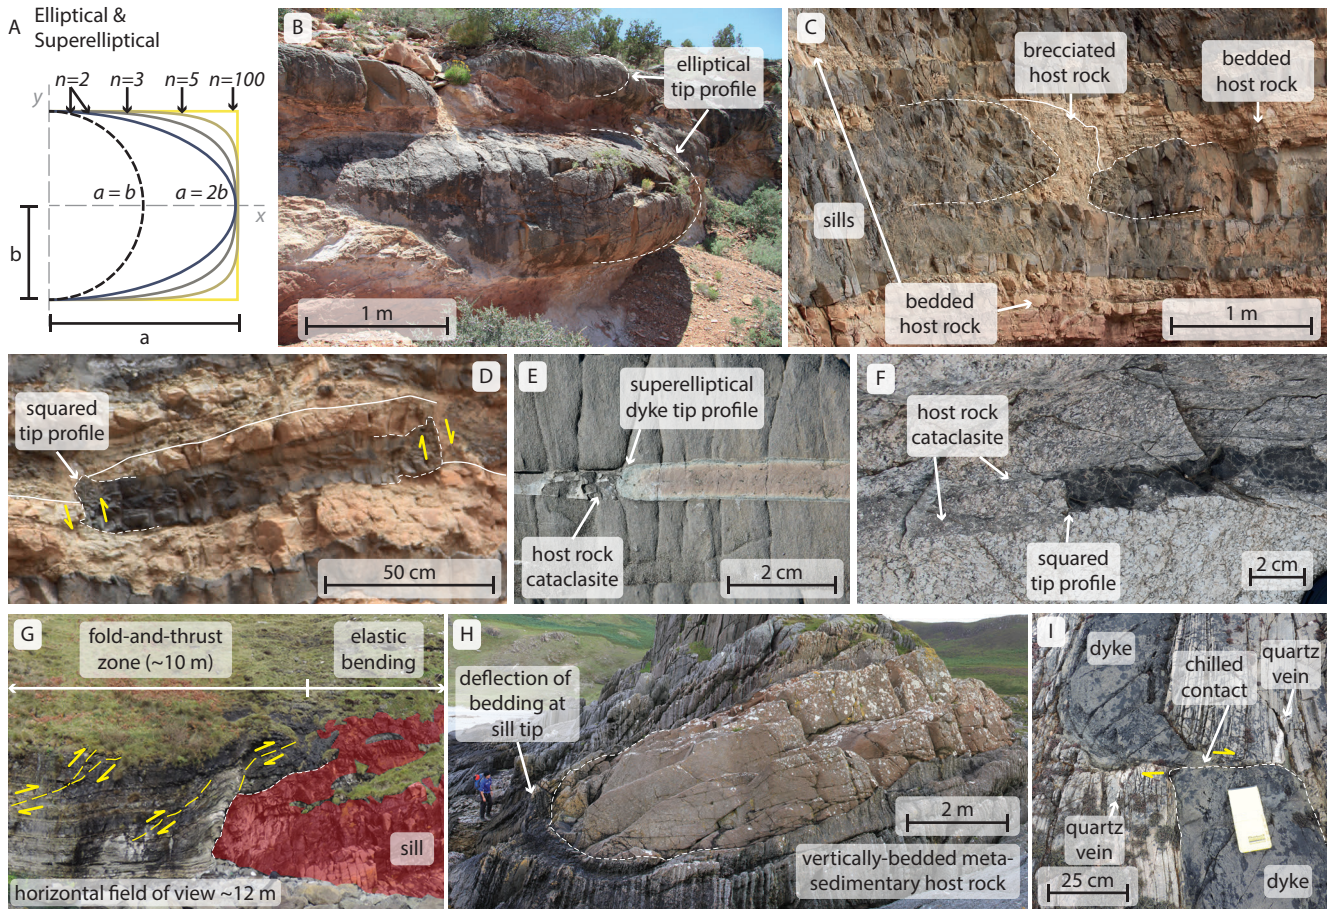 A
Elliptical &
Superelliptical
n=2
n=3
n=5
n=100
y
a = b
a = 2b
x
b
a
B
elliptical
tip profile
1 m
C
brecciated
host rock
bedded
host rock
sills
bedded
host rock
1 m
D
squared
tip profile
50 cm
E
superelliptical
dyke tip profile
host rock
cataclasite
2 cm
F
host rock
cataclasite
squared
tip profile
2 cm
G
fold-and-thrust
zone (~10 m)
elastic
bending
sill
horizontal field of view ~12 m
H
deflection of
bedding at
sill tip
2 m
vertically-bedded meta-
sedimentary host rock
I
dyke
chilled
contact
quartz
vein
quartz
vein
25 cm
dyke